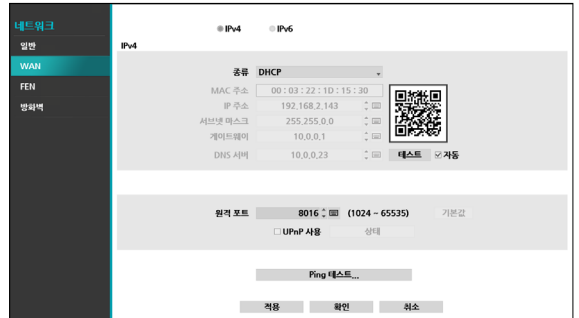 네트워크
일반
WAN
FEN
방화벽
IPv4
IPv6
IPv4
종류 DHCP
MAC 주소 00 : 03 : 22 : 1D : 15 : 30
IP 주소 192,168,2,143
서브넷 마스크 255,255,0,0
게이트웨이 10,0,0,1
DNS 서버 10,0,0,23 테스트 자동
원격 포트 8016 (1024 ~ 65535) 기본값
UPnP 사용 상태
Ping 테스트...
적용 확인 취소